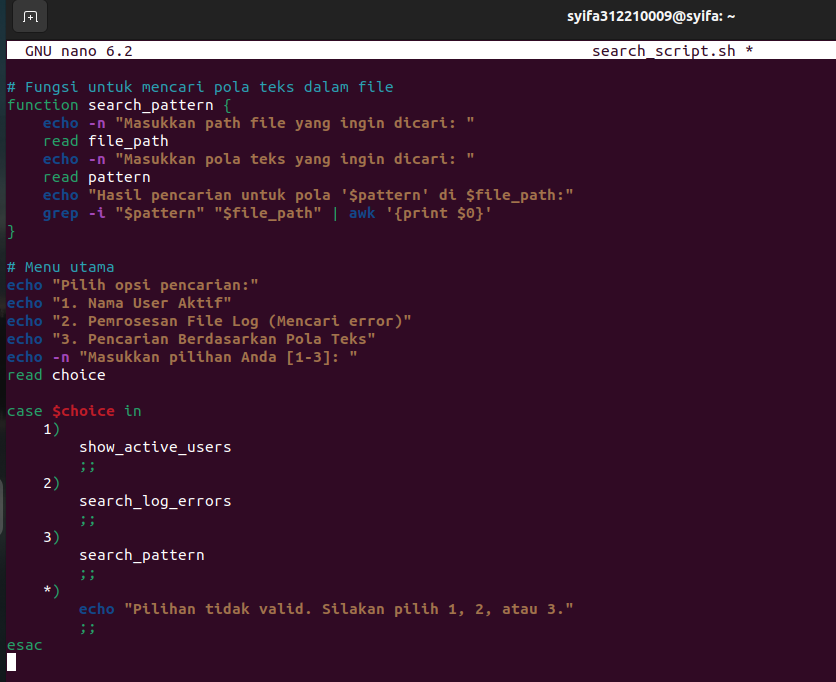 syifa312210009@syifa: ~
GNU nano 6.2 search_script.sh *
# Fungsi untuk mencari pola teks dalam file
function search_pattern {
    echo -n "Masukkan path file yang ingin dicari: "
    read file_path
    echo -n "Masukkan pola teks yang ingin dicari: "
    read pattern
    echo "Hasil pencarian untuk pola '$pattern' di $file_path:"
    grep -i "$pattern" "$file_path" | awk '{print $0}'
}
# Menu utama
echo "Pilih opsi pencarian:"
echo "1. Nama User Aktif"
echo "2. Pemrosesan File Log (Mencari error)"
echo "3. Pencarian Berdasarkan Pola Teks"
echo -n "Masukkan pilihan Anda [1-3]: "
read choice
case $choice in
    1)
        show_active_users
        ;;
    2)
        search_log_errors
        ;;
    3)
        search_pattern
        ;;
    *)
        echo "Pilihan tidak valid. Silakan pilih 1, 2, atau 3."
        ;;
esac